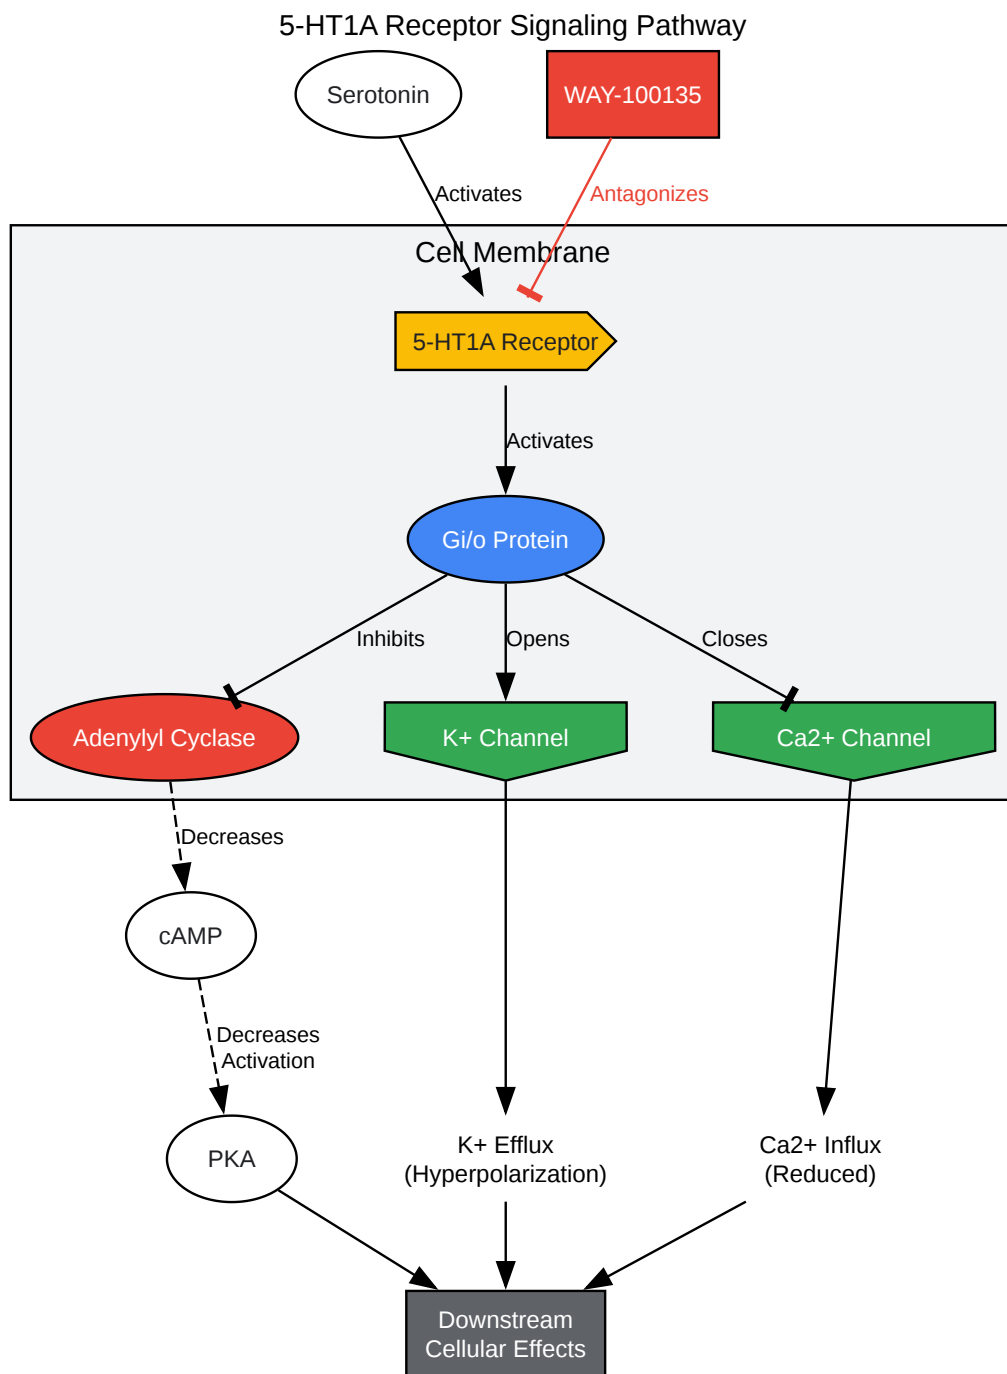 5-HT1A Receptor Signaling Pathway
Serotonin
WAY-100135
Activates
Antagonizes
Cell Membrane
5-HT1A Receptor
Activates
Gi/o Protein
Inhibits
Opens
Closes
Adenylyl Cyclase
K+ Channel
Ca2+ Channel
Decreases
cAMP
Decreases
Activation
PKA
K+ Efflux
(Hyperpolarization)
Ca2+ Influx
(Reduced)
Downstream
Cellular Effects